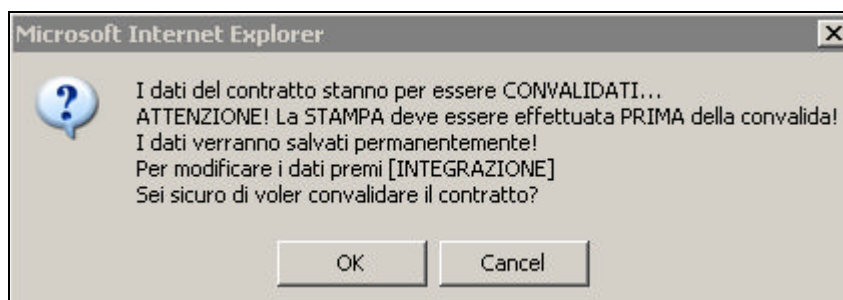 Microsoft Internet Explorer
I dati del contratto stanno per essere CONVALIDATI...
ATTENZIONE! La STAMPA deve essere effettuata PRIMA della convalida!
I dati verranno salvati permanentemente!
Per modificare i dati premi [INTEGRAZIONE]
Sei sicuro di voler convalidare il contratto?
OK
Cancel